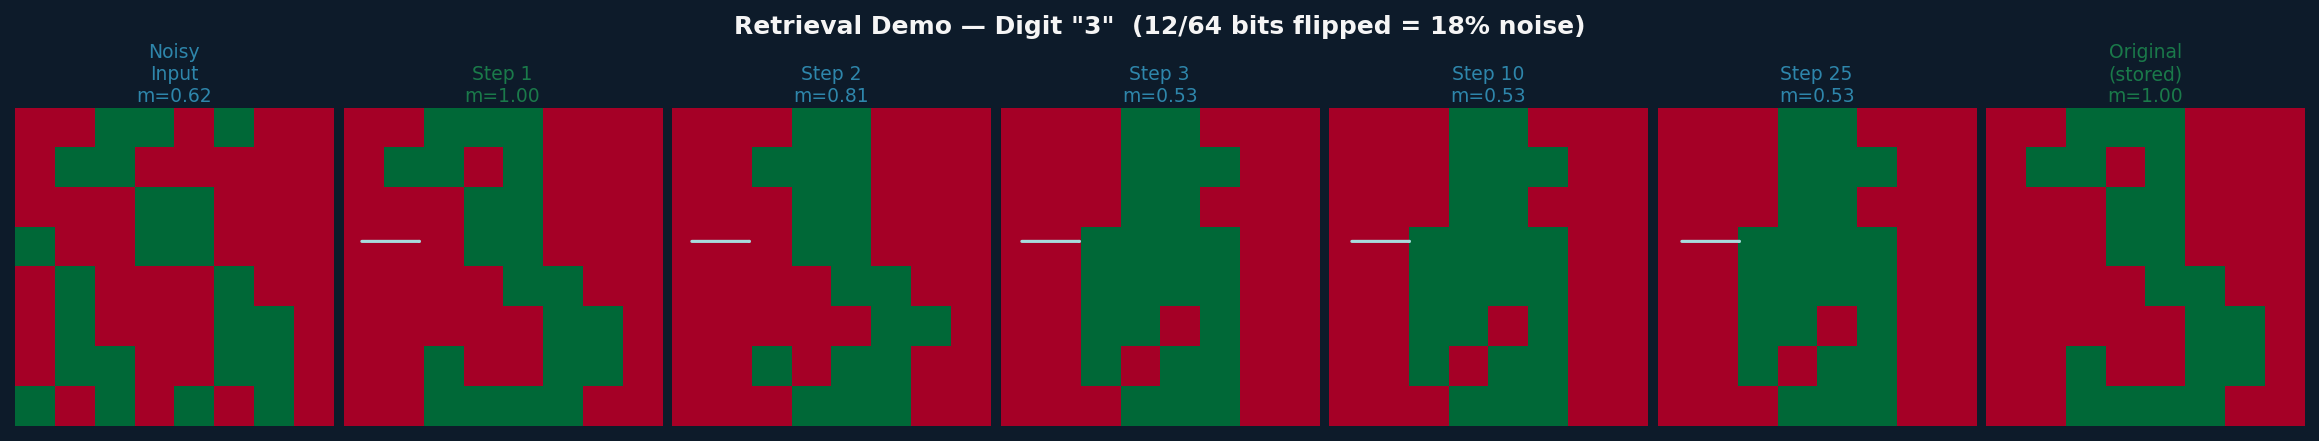 Retrieval Demo — Digit "3" (12/64 bits flipped = 18% noise)
Noisy
Input
m=0.62
Step 1
m=1.00
Step 2
m=0.81
Step 3
m=0.53
Step 10
m=0.53
Step 25
m=0.53
Original
(stored)
m=1.00